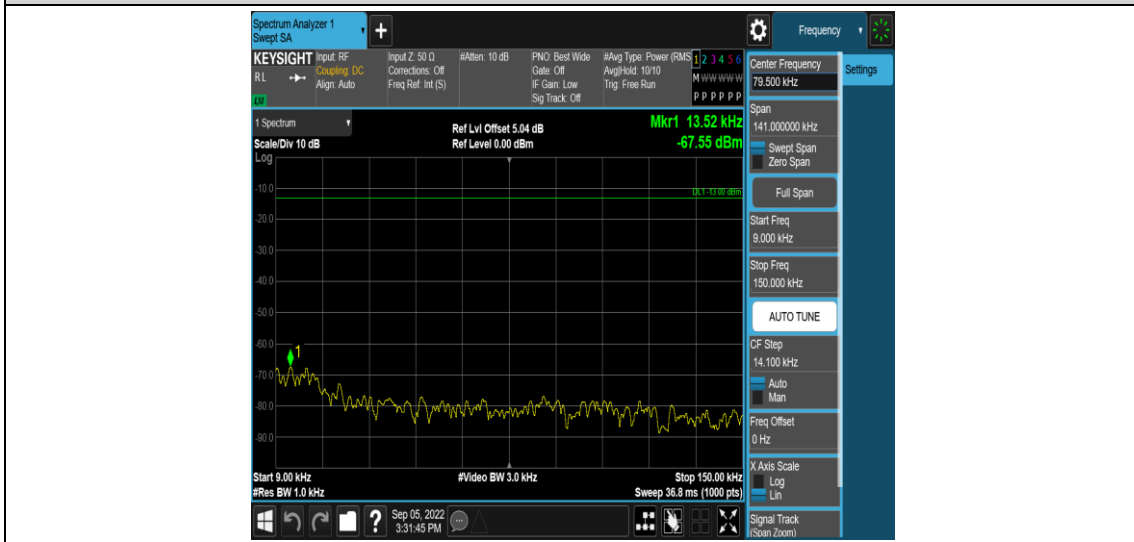 Spectrum Analyzer 1
Swept SA
+
Frequency
KEYSIGHT
RL
LXI
Input: RF
Coupling: DC
Align: Auto
Input Z: 50 Ω
Corrections: Off
Freq Ref: Int (S)
#Atten: 10 dB
PNO: Best Wide
Gate: Off
IF Gain: Low
Sig Track: Off
#Avg Type: Power (RMS
Avg|Hold: 10/10
Trig: Free Run
1 2 3 4 5 6
M W W W W W
P P P P P P
1 Spectrum
Scale/Div 10 dB
Log
Ref Lvl Offset 5.04 dB
Ref Level 0.00 dBm
Mkr1 13.52 kHz
-67.55 dBm
DL1 -13.00 dBm
-10.0
-20.0
-30.0
-40.0
-50.0
-60.0
-70.0
-80.0
-90.0
1
Start 9.00 kHz
#Res BW 1.0 kHz
#Video BW 3.0 kHz
Stop 150.00 kHz
Sweep 36.8 ms (1000 pts)
Center Frequency
79.500 kHz
Settings
Span
141.000000 kHz
Swept Span
Zero Span
Full Span
Start Freq
9.000 kHz
Stop Freq
150.000 kHz
AUTO TUNE
CF Step
14.100 kHz
Auto
Man
Freq Offset
0 Hz
X Axis Scale
Log
Lin
Signal Track
(Span Zoom)
?
Sep 05, 2022
3:31:45 PM